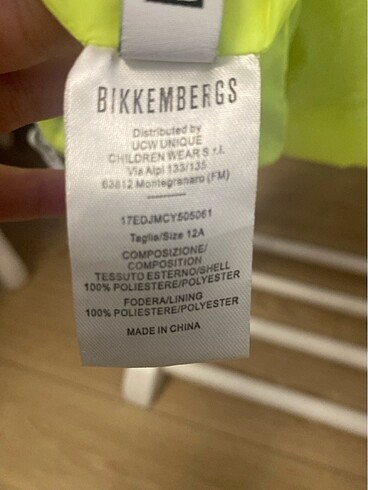 BIKKEMBERGS
Distributed by
UCW UNIQUE
CHILDREN WEAR S.r.l.
Via Alpi 133/135
63812 Montegranaro (FM)
17EDJMCY505061
Taglia/Size 12A
COMPOSIZIONE/
COMPOSITION
TESSUTO ESTERNO/SHELL
100% POLIESTERE/POLYESTER
FODERA/LINING
100% POLIESTERE/POLYESTER
MADE IN CHINA